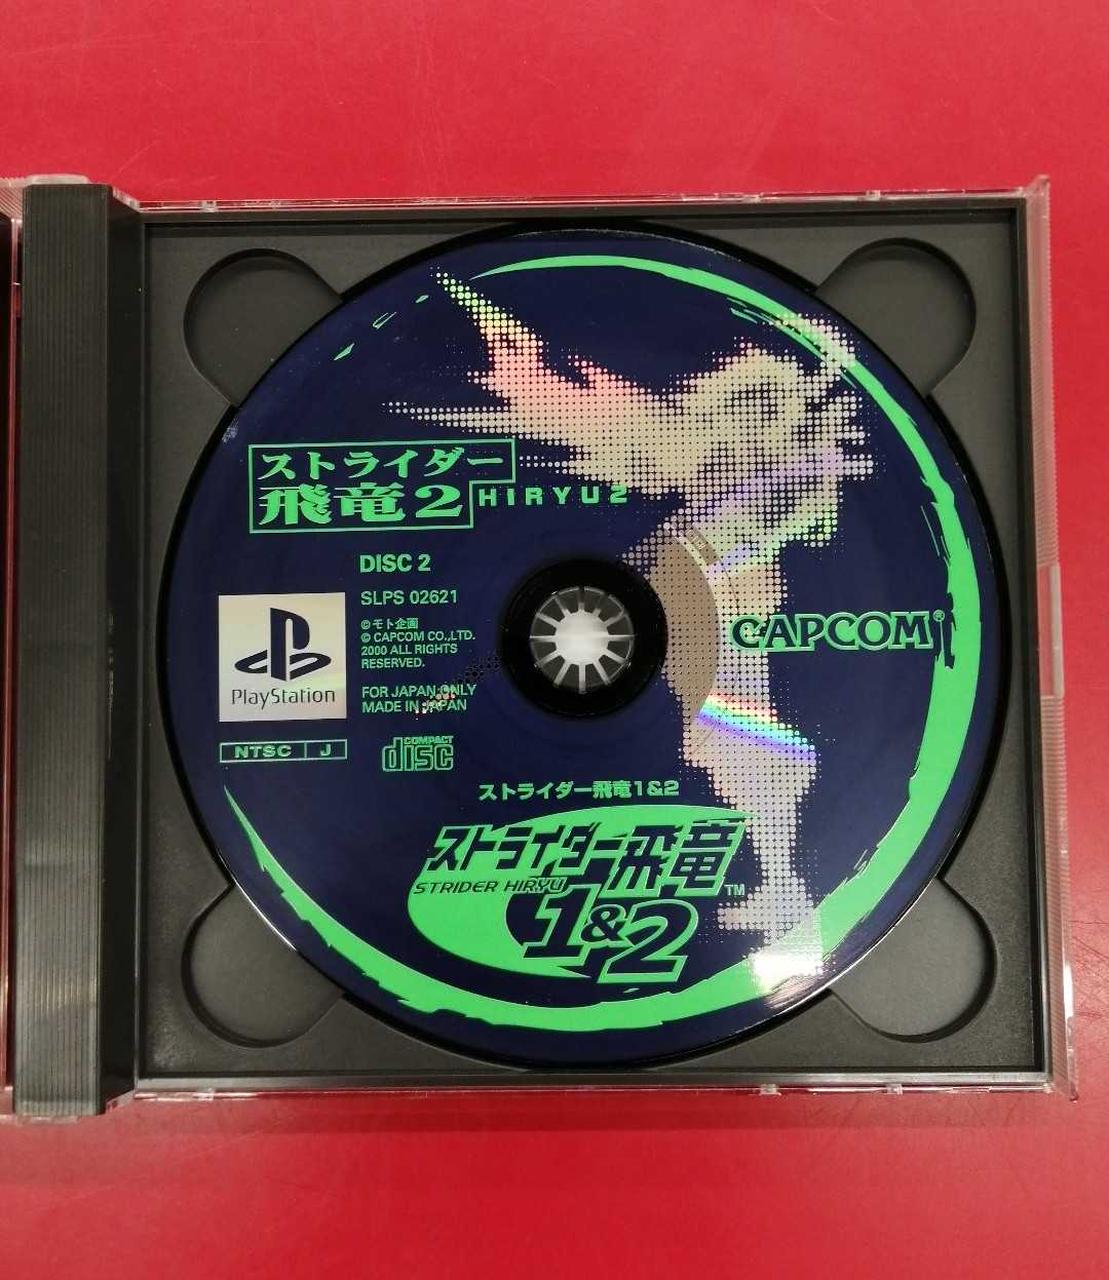 ストライダー
飛竜2 HIRYU2
DISC 2
SLPS 02621
©モト企画
© CAPCOM CO.,LTD.
2000 ALL RIGHTS
RESERVED.
FOR JAPAN ONLY
MADE IN JAPAN
PlayStation
NTSC J
COMPACT
disc
CAPCOM
ストライダー飛竜1&2
ストライダー飛竜
STRIDER HIRYU
1&2
TM